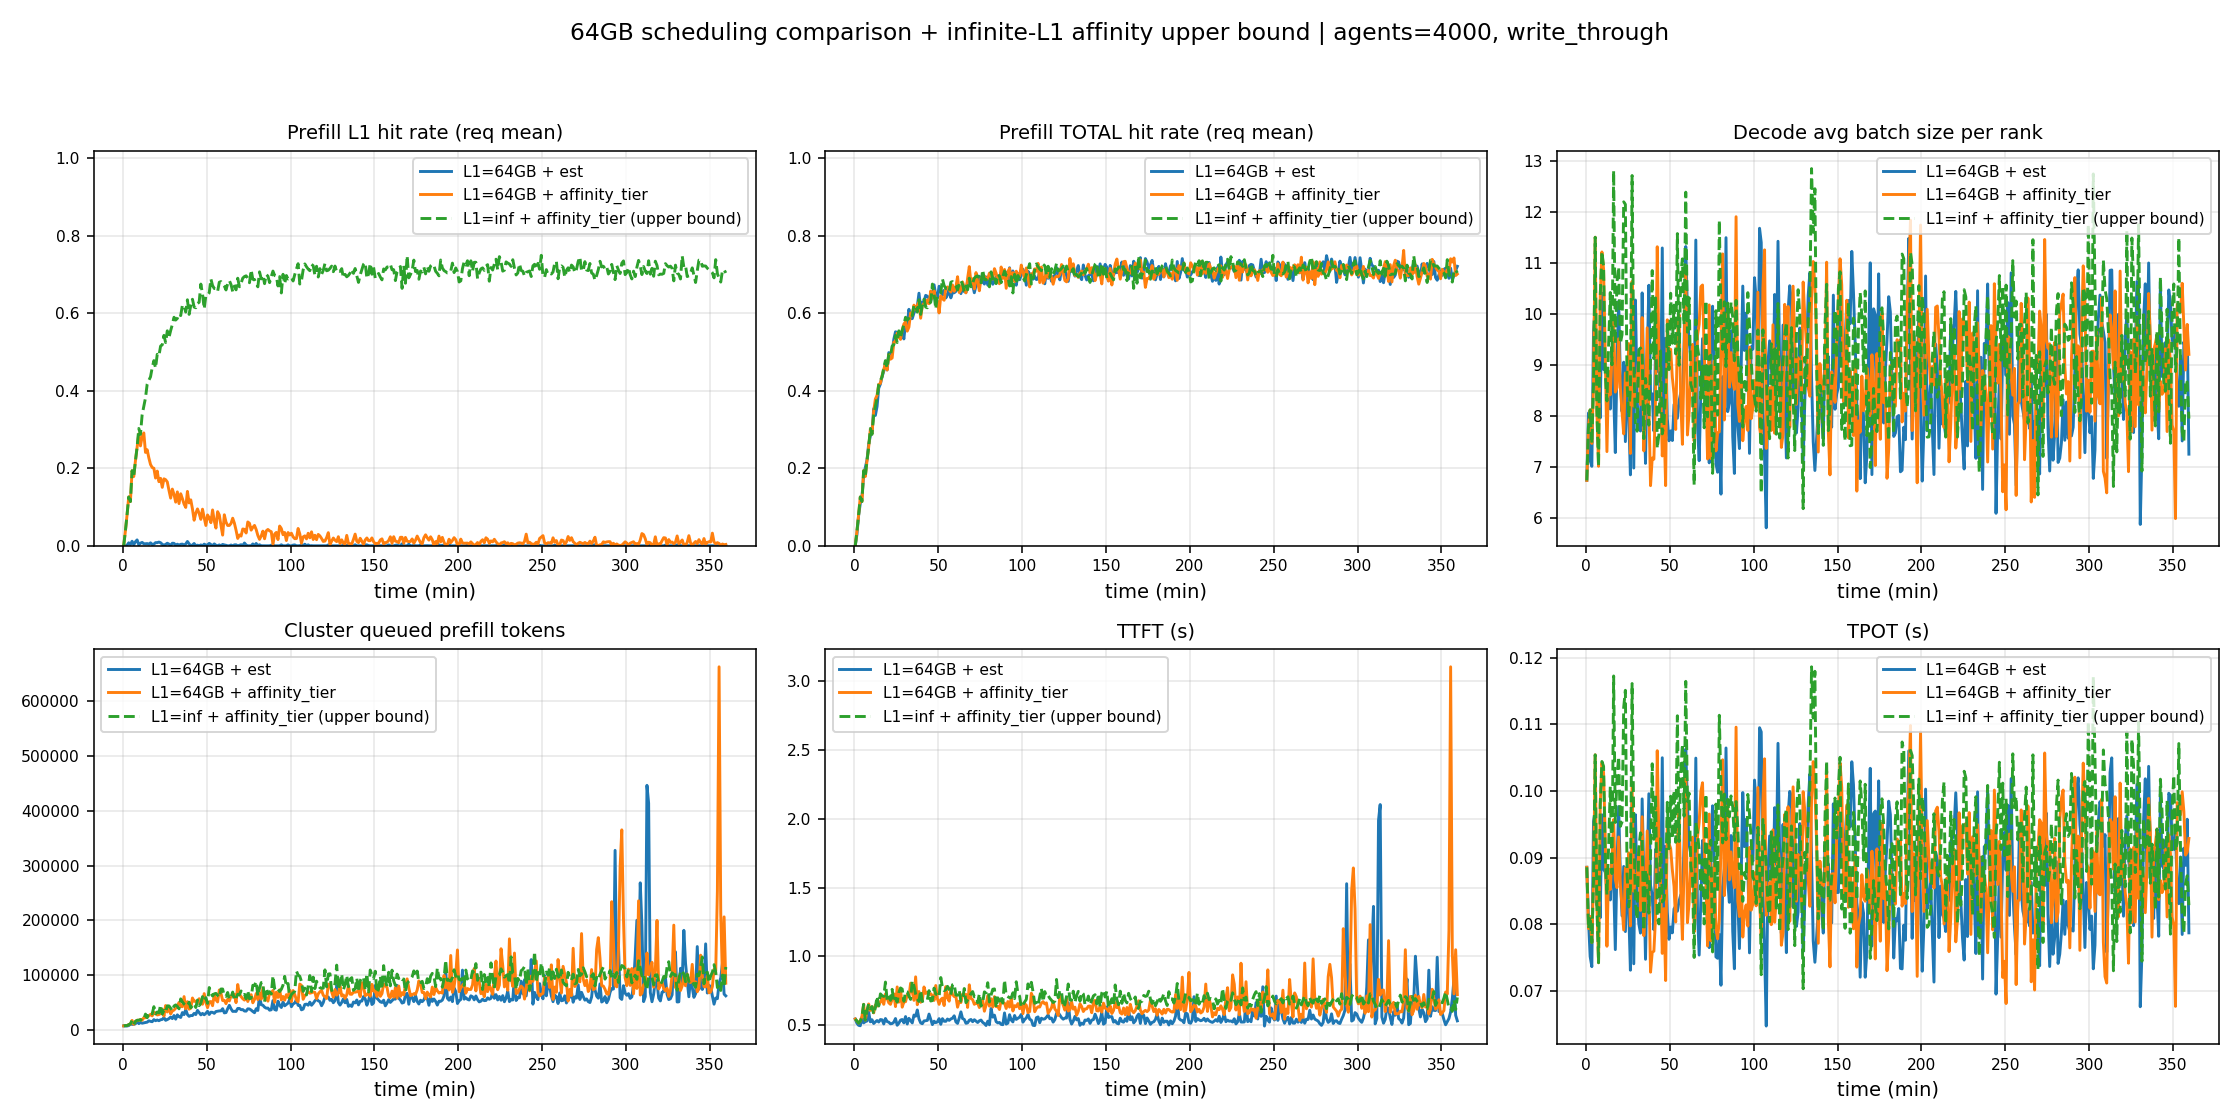 64GB scheduling comparison + infinite-L1 affinity upper bound | agents=4000, write_through
Prefill L1 hit rate (req mean)
1.0
0.8
0.6
0.4
0.2
0.0
L1=64GB + est
L1=64GB + affinity_tier
L1=inf + affinity_tier (upper bound)
0 50 100 150 200 250 300 350
time (min)
Prefill TOTAL hit rate (req mean)
1.0
0.8
0.6
0.4
0.2
0.0
L1=64GB + est
L1=64GB + affinity_tier
L1=inf + affinity_tier (upper bound)
0 50 100 150 200 250 300 350
time (min)
Decode avg batch size per rank
13
12
11
10
9
8
7
6
L1=64GB + est
L1=64GB + affinity_tier
L1=inf + affinity_tier (upper bound)
0 50 100 150 200 250 300 350
time (min)
Cluster queued prefill tokens
600000
500000
400000
300000
200000
100000
0
L1=64GB + est
L1=64GB + affinity_tier
L1=inf + affinity_tier (upper bound)
0 50 100 150 200 250 300 350
time (min)
TTFT (s)
3.0
2.5
2.0
1.5
1.0
0.5
L1=64GB + est
L1=64GB + affinity_tier
L1=inf + affinity_tier (upper bound)
0 50 100 150 200 250 300 350
time (min)
TPOT (s)
0.12
0.11
0.10
0.09
0.08
0.07
L1=64GB + est
L1=64GB + affinity_tier
L1=inf + affinity_tier (upper bound)
0 50 100 150 200 250 300 350
time (min)